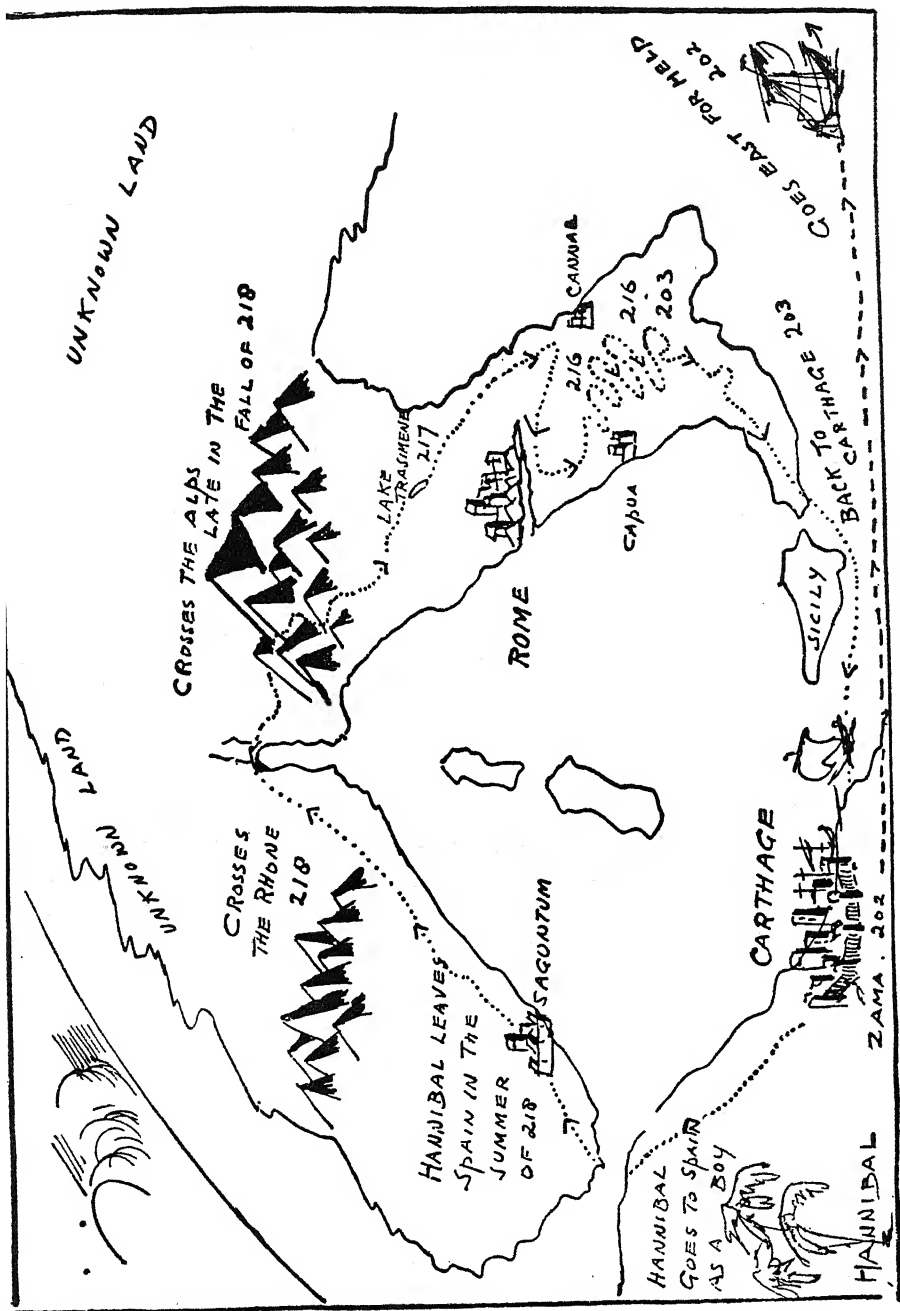 UNKNOWN LAND
CROSSES THE ALPS
LATE IN THE
FALL OF 218
UNKNOWN LAND
CROSSES
THE RHONE
218
LAKE
TRASIMENE
217
HANNIBAL LEAVES
SPAIN IN THE
SUMMER
OF 218
SAGUNTUM
ROME
CANNAE
216
216
203
CAPUA
GOES EAST FOR HELP
202
CARTHAGE
SICILY
BACK TO
CARTHAGE 203
HANNIBAL
GOES TO SPAIN
AS A BOY
HANNIBAL
ZAMA. 202